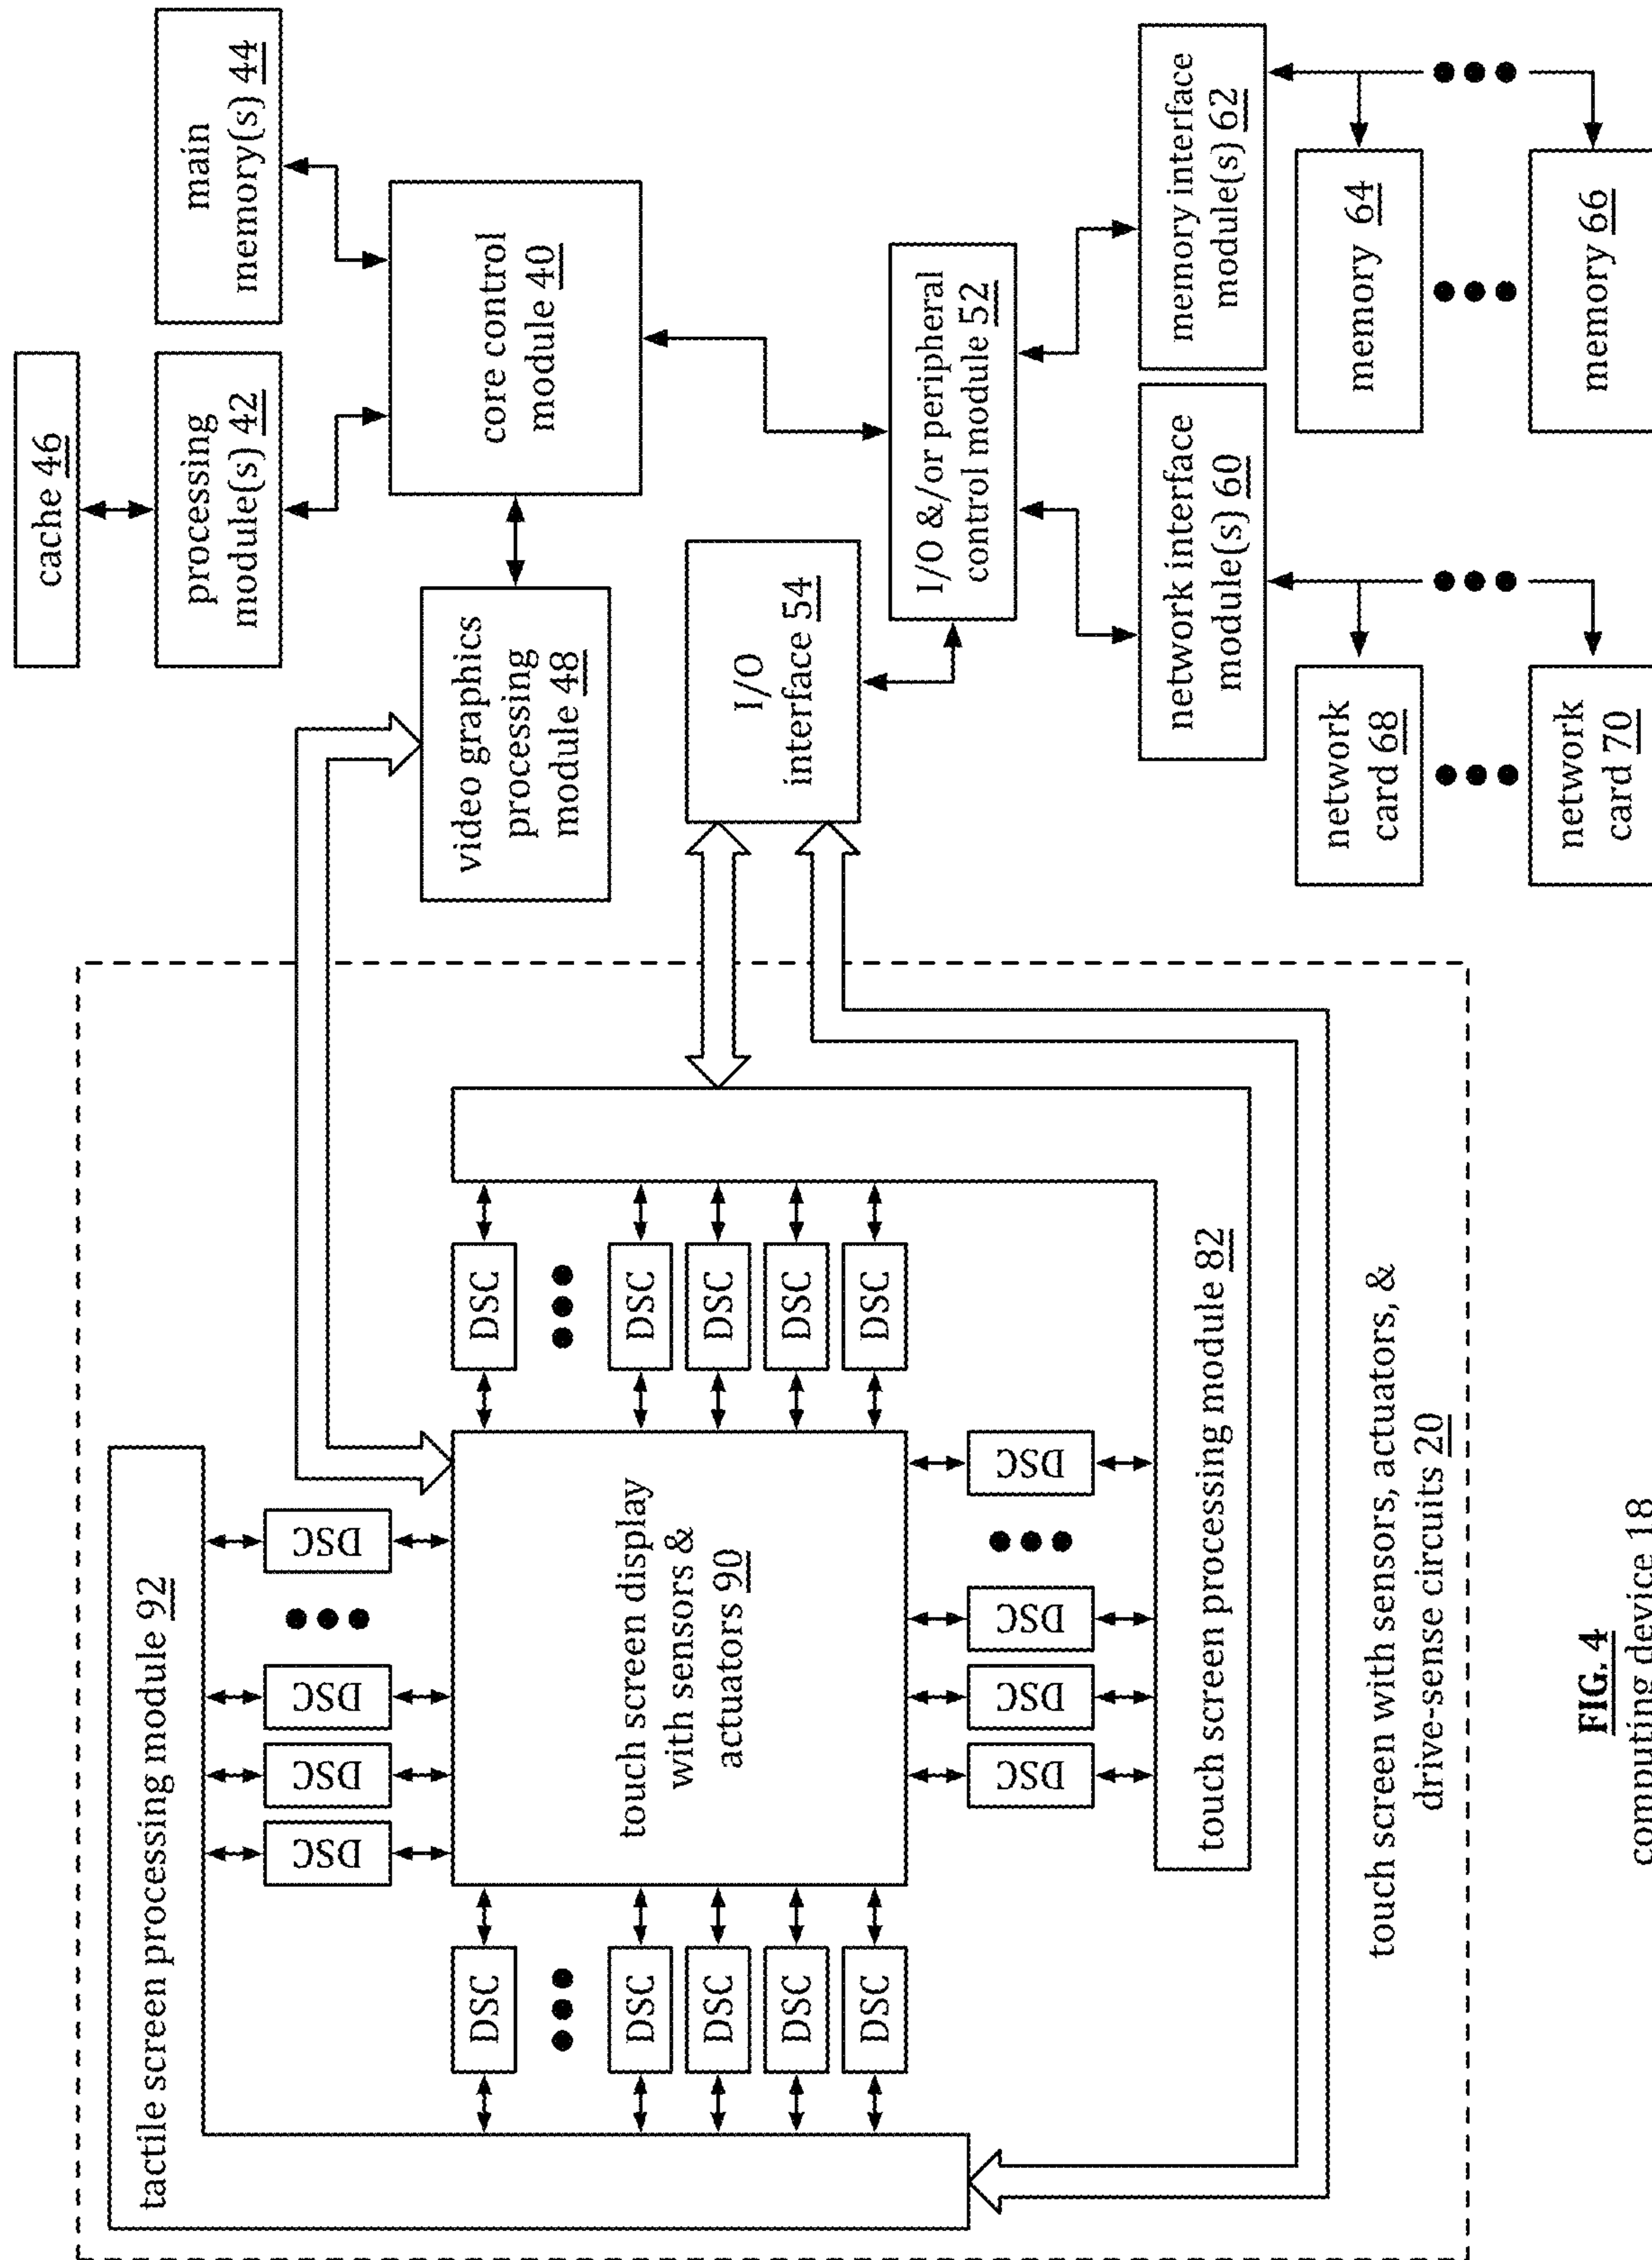 tactile screen processing module 92
DSC
DSC
DSC
DSC
DSC
DSC
DSC
DSC
DSC
touch screen display
with sensors &
actuators 90
DSC
DSC
DSC
DSC
DSC
DSC
DSC
DSC
DSC
touch screen processing module 82
touch screen with sensors, actuators, &
drive-sense circuits 20
cache 46
processing
module(s) 42
main
memory(s) 44
core control
module 40
video graphics
processing
module 48
I/O
interface 54
I/O &/or peripheral
control module 52
network interface
module(s) 60
memory interface
module(s) 62
network
card 68
memory 64
network
card 70
memory 66
FIG. 4
computing device 18